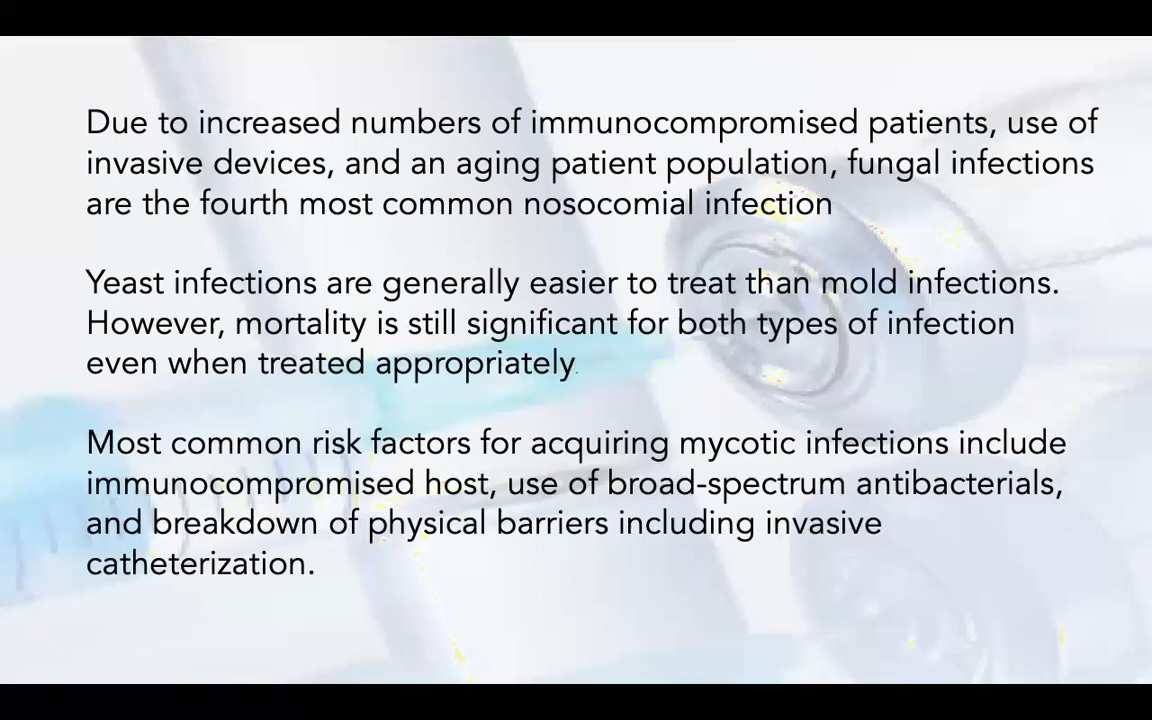 Due to increased numbers of immunocompromised patients, use of
invasive devices, and an aging patient population, fungal infections
are the fourth most common nosocomial infection
Yeast infections are generally easier to treat than mold infections.
However, mortality is still significant for both types of infection
even when treated appropriately.
Most common risk factors for acquiring mycotic infections include
immunocompromised host, use of broad-spectrum antibacterials,
and breakdown of physical barriers including invasive
catheterization.